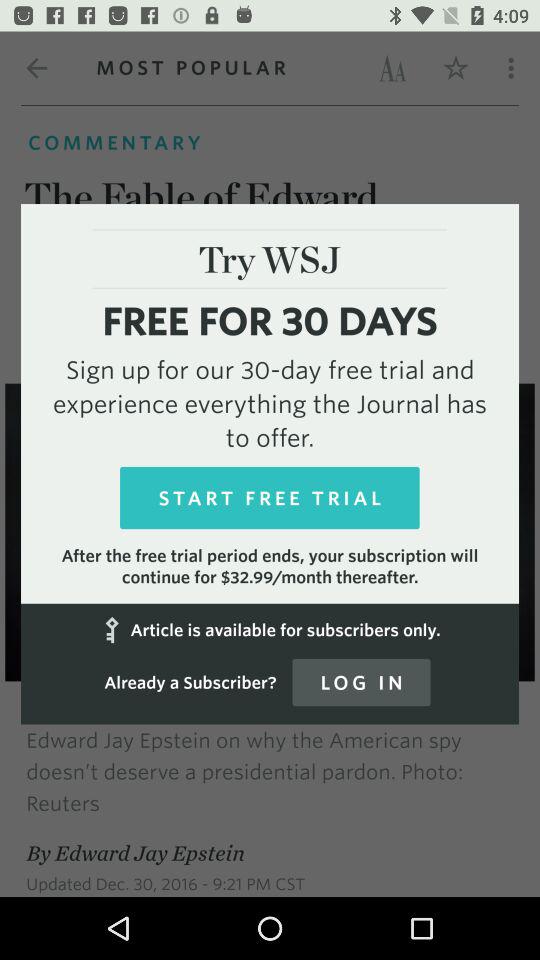 4:09
MOST POPULAR
AA
COMMENTARY
The Fable of Edward
Try WSJ
FREE FOR 30 DAYS
Sign up for our 30-day free trial and
experience everything the Journal has
to offer.
START FREE TRIAL
After the free trial period ends, your subscription will
continue for $32.99/month thereafter.
Article is available for subscribers only.
Already a Subscriber? LOG IN
Edward Jay Epstein on why the American spy
doesn’t deserve a presidential pardon. Photo:
Reuters
By Edward Jay Epstein
Updated Dec. 30, 2016 - 9:21 PM CST